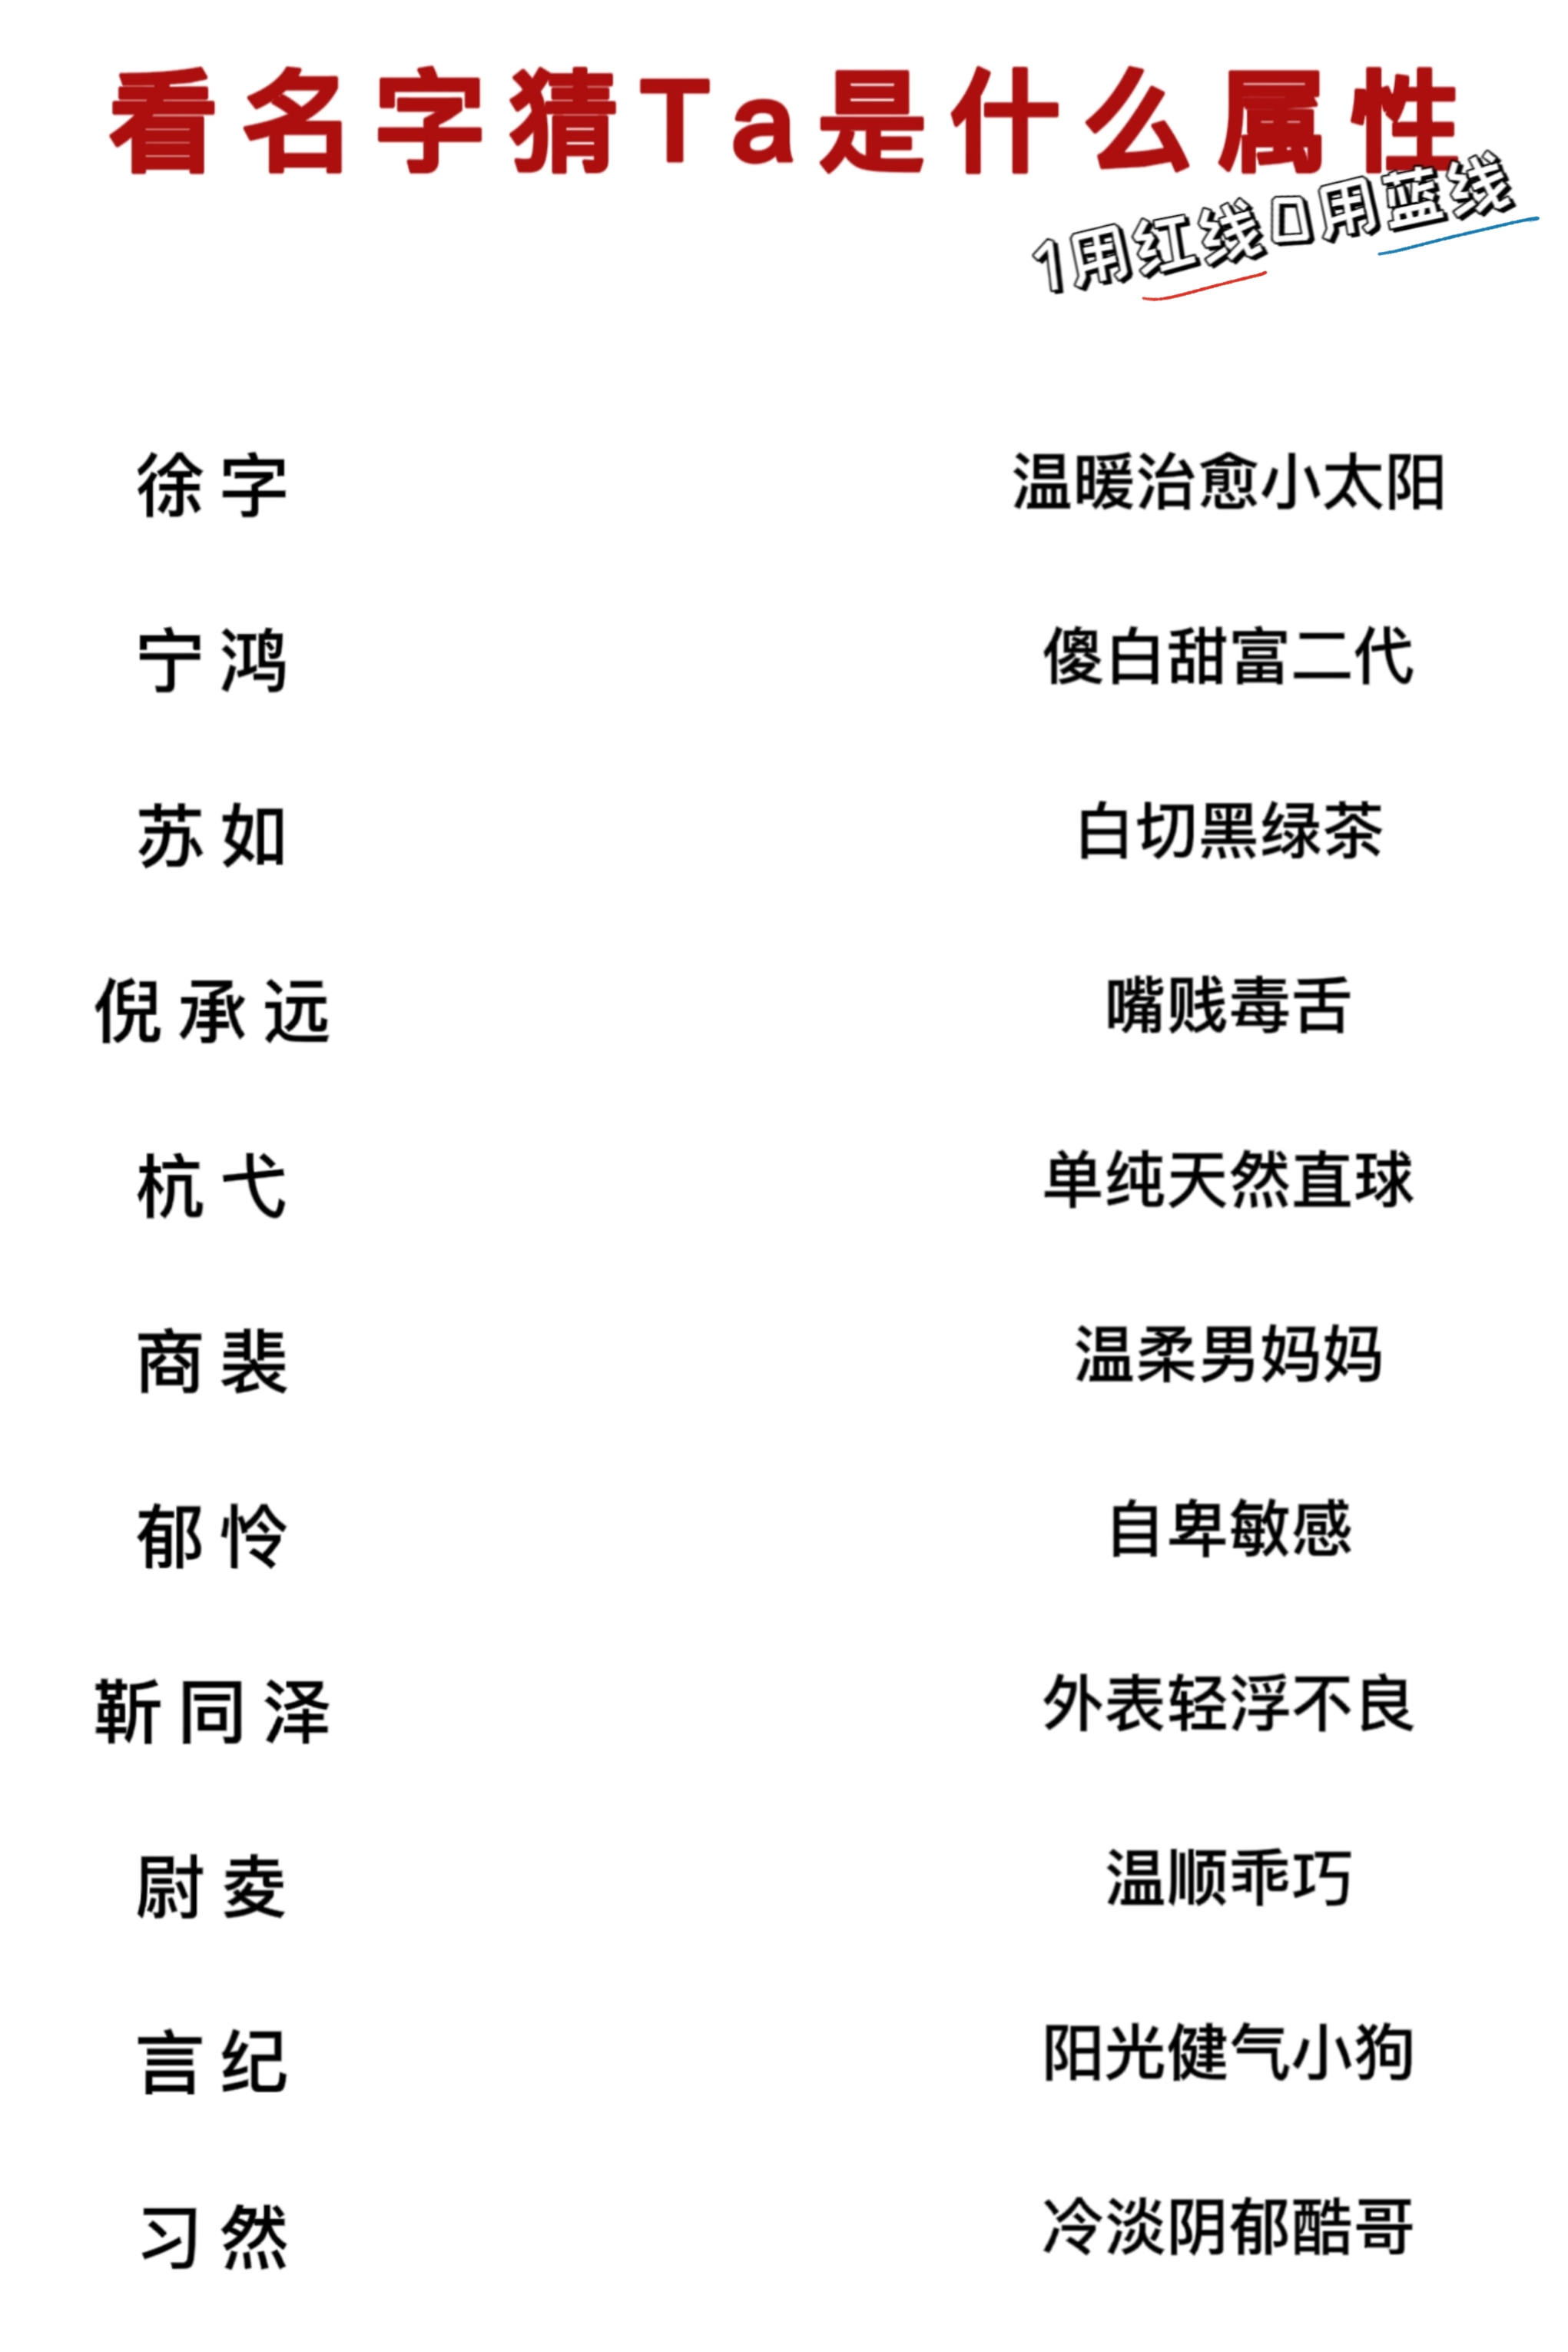 看名字猜Ta是什么属性
1用红线▯用蓝线
徐字 温暖治愈小太阳
宁鸿 傻白甜富二代
苏如 白切黑绿茶
倪承远 嘴贱毒舌
杭弋 单纯天然直球
商裴 温柔男妈妈
郁怜 自卑敏感
靳同泽 外表轻浮不良
尉夌 温顺乖巧
言纪 阳光健气小狗
习然 冷淡阴郁酷哥